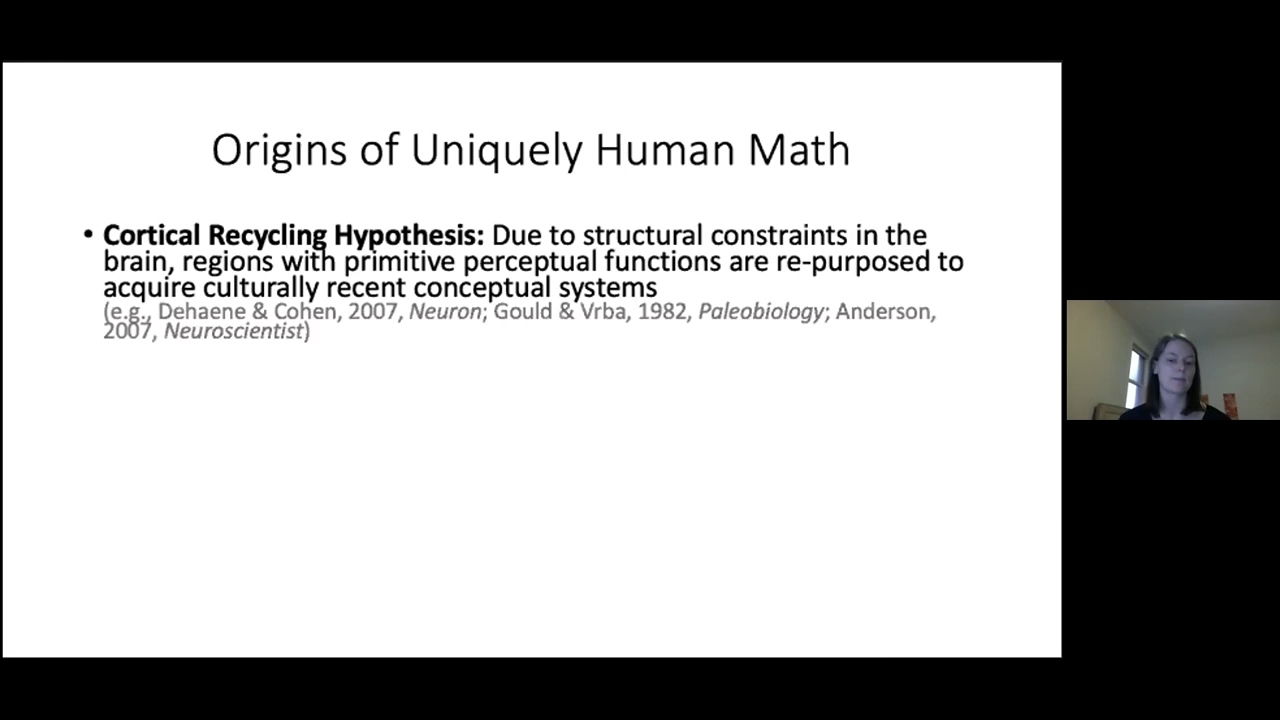 Origins of Uniquely Human Math
• Cortical Recycling Hypothesis: Due to structural constraints in the
brain, regions with primitive perceptual functions are re-purposed to
acquire culturally recent conceptual systems
(e.g., Dehaene & Cohen, 2007, Neuron; Gould & Vrba, 1982, Paleobiology; Anderson,
2007, Neuroscientist)